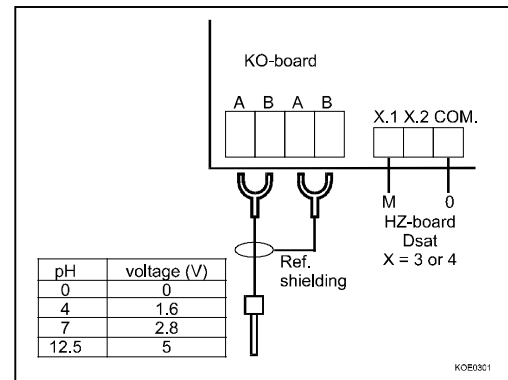 KO-board
A B A B
X.1 X.2 COM.
M 0
HZ-board
Dsat
X = 3 or 4
Ref.
shielding
pH voltage (V)
0 0
4 1.6
7 2.8
12.5 5
KOE0301